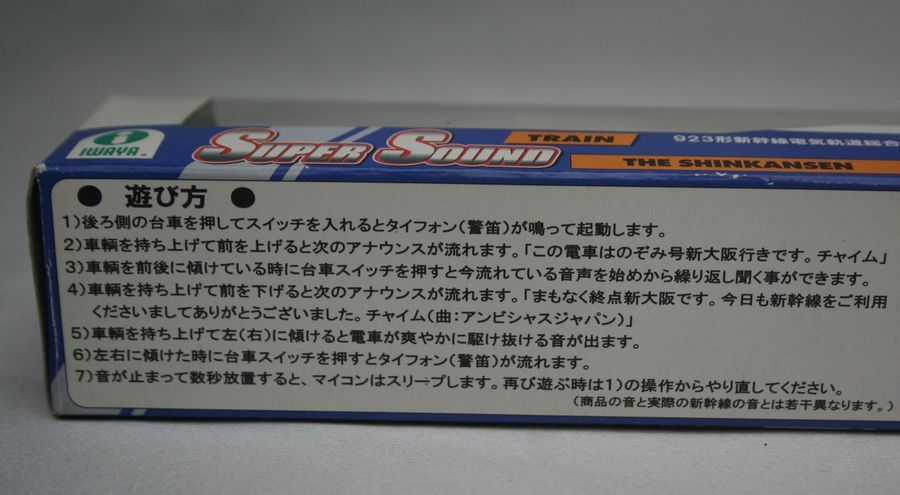 iWAYA®
SUPER SOUND
TRAIN
923形新幹線電気軌道総合
THE SHINKANSEN
● 遊び方 ●
1)後ろ側の台車を押してスイッチを入れるとタイフォン(警笛)が鳴って起動します。
2)車輌を持ち上げて前を上げると次のアナウンスが流れます。「この電車はのぞみ号新大阪行きです。チャイム」
3)車輌を前後に傾けている時に台車スイッチを押すと今流れている音声を始めから繰り返し聞く事ができます。
4)車輌を持ち上げて前を下げると次のアナウンスが流れます。「まもなく終点新大阪です。今日も新幹線をご利用
くださいましてありがとうございました。チャイム(曲:アンビシャスジャパン)」
5)車輌を持ち上げて左(右)に傾けると電車が爽やかに駆け抜ける音が出ます。
6)左右に傾けた時に台車スイッチを押すとタイフォン(警笛)が流れます。
7)音が止まって数秒放置すると、マイコンはスリープします。再び遊ぶ時は1)の操作からやり直してください。
(商品の音と実際の新幹線の音とは若干異なります。)